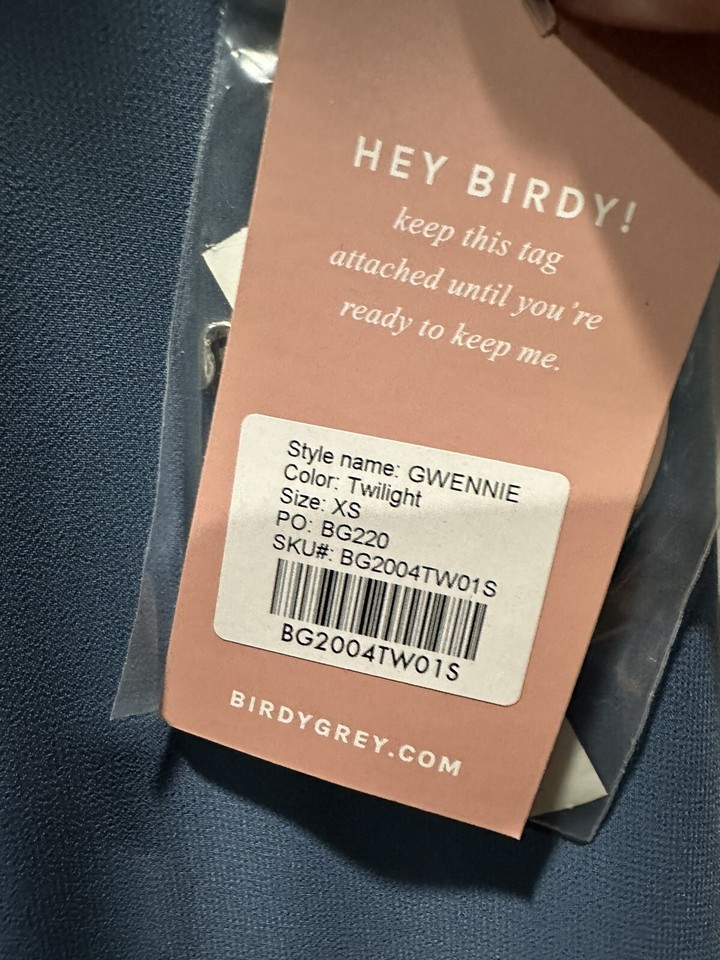 HEY BIRDY!
keep this tag
attached until you're
ready to keep me.
Style name: GWENNIE
Color: Twilight
Size: XS
PO: BG220
SKU#: BG2004TW01S
BG2004TW01S
BIRDYGREY.COM